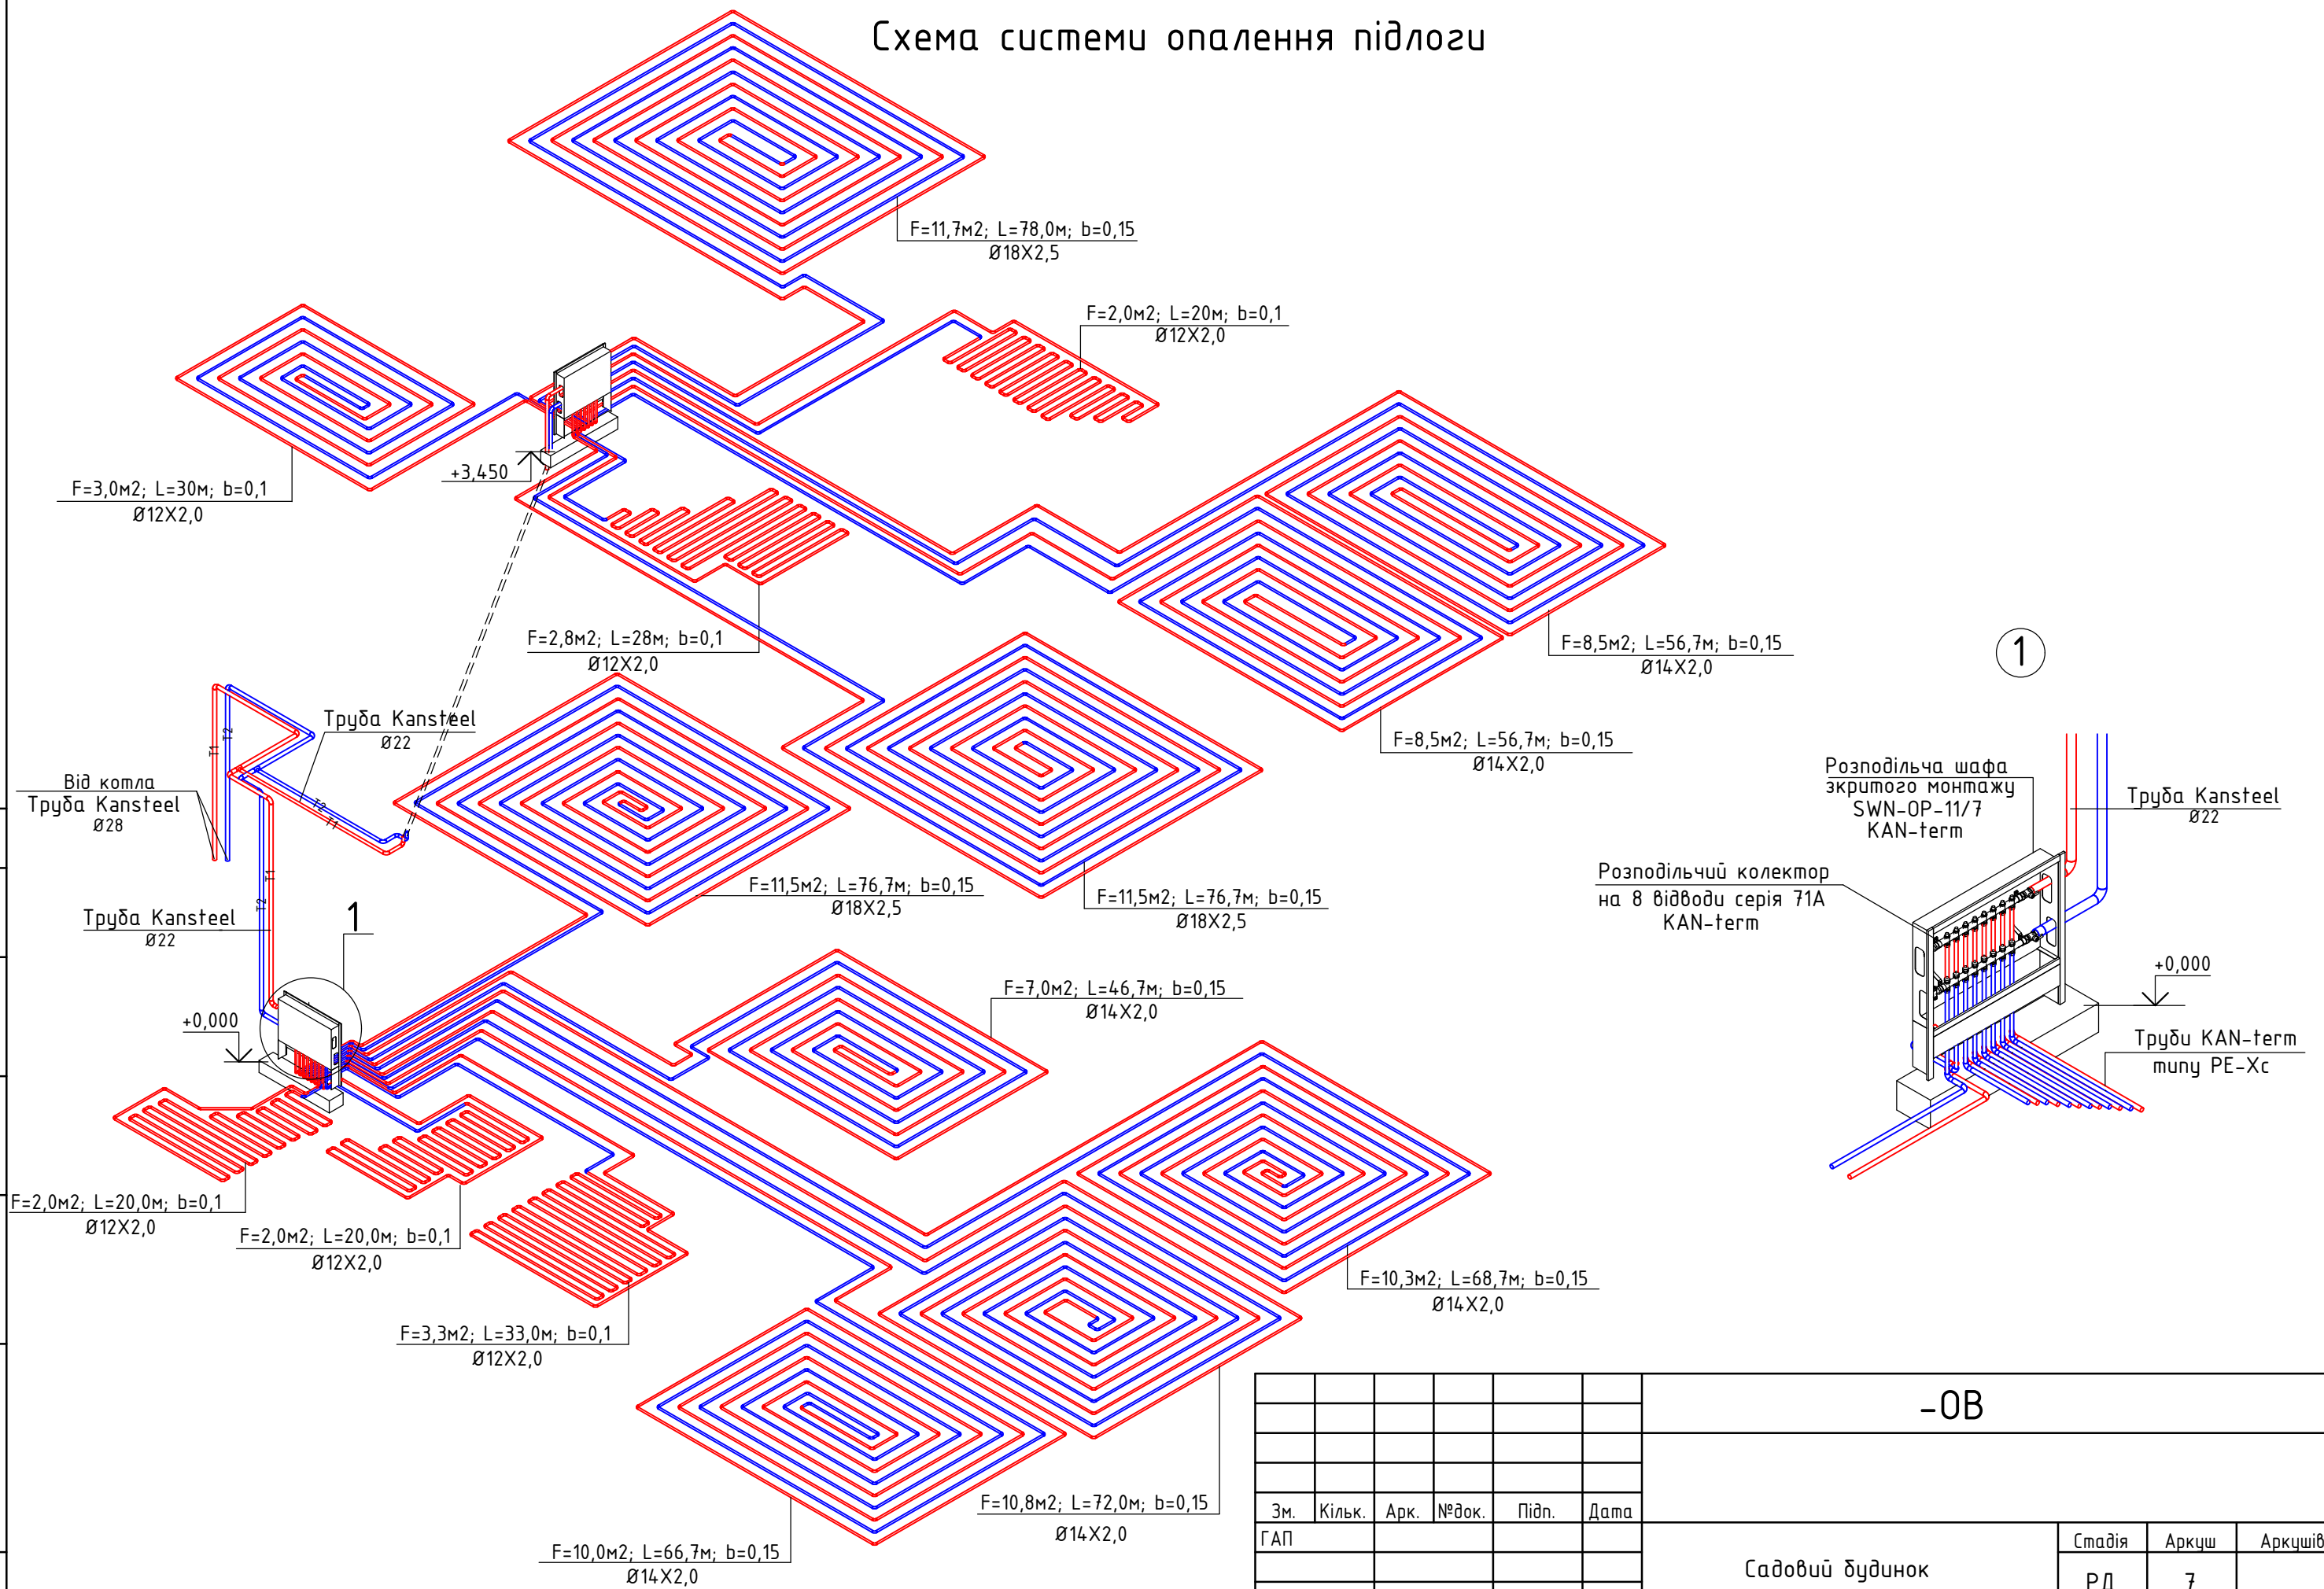 Схема системи опалення підлоги
F=11,7м2; L=78,0м; b=0,15
Ø18X2,5
F=2,0м2; L=20м; b=0,1
Ø12X2,0
F=3,0м2; L=30м; b=0,1
Ø12X2,0
+3,450
F=2,8м2; L=28м; b=0,1
Ø12X2,0
F=8,5м2; L=56,7м; b=0,15
Ø14X2,0
F=8,5м2; L=56,7м; b=0,15
Ø14X2,0
1
Труба Kansteel
Ø22
T1
T2
Від котла
Труба Kansteel
Ø28
T2
T1
T1
T2
Труба Kansteel
Ø22
1
F=11,5м2; L=76,7м; b=0,15
Ø18X2,5
F=11,5м2; L=76,7м; b=0,15
Ø18X2,5
Розподільча шафа
зкритого монтажу
SWN-OP-11/7
KAN-term
Труба Kansteel
Ø22
Розподільчий колектор
на 8 відводи серія 71А
KAN-term
+0,000
Труби KAN-term
типу PE-Xc
+0,000
F=7,0м2; L=46,7м; b=0,15
Ø14X2,0
F=2,0м2; L=20,0м; b=0,1
Ø12X2,0
F=2,0м2; L=20,0м; b=0,1
Ø12X2,0
F=3,3м2; L=33,0м; b=0,1
Ø12X2,0
F=10,3м2; L=68,7м; b=0,15
Ø14X2,0
F=10,8м2; L=72,0м; b=0,15
Ø14X2,0
F=10,0м2; L=66,7м; b=0,15
Ø14X2,0
-ОВ
Зм. Кільк. Арк. №док. Підп. Дата
ГАП
Садовий будинок
Стадія Аркуш Аркушів
РД 7